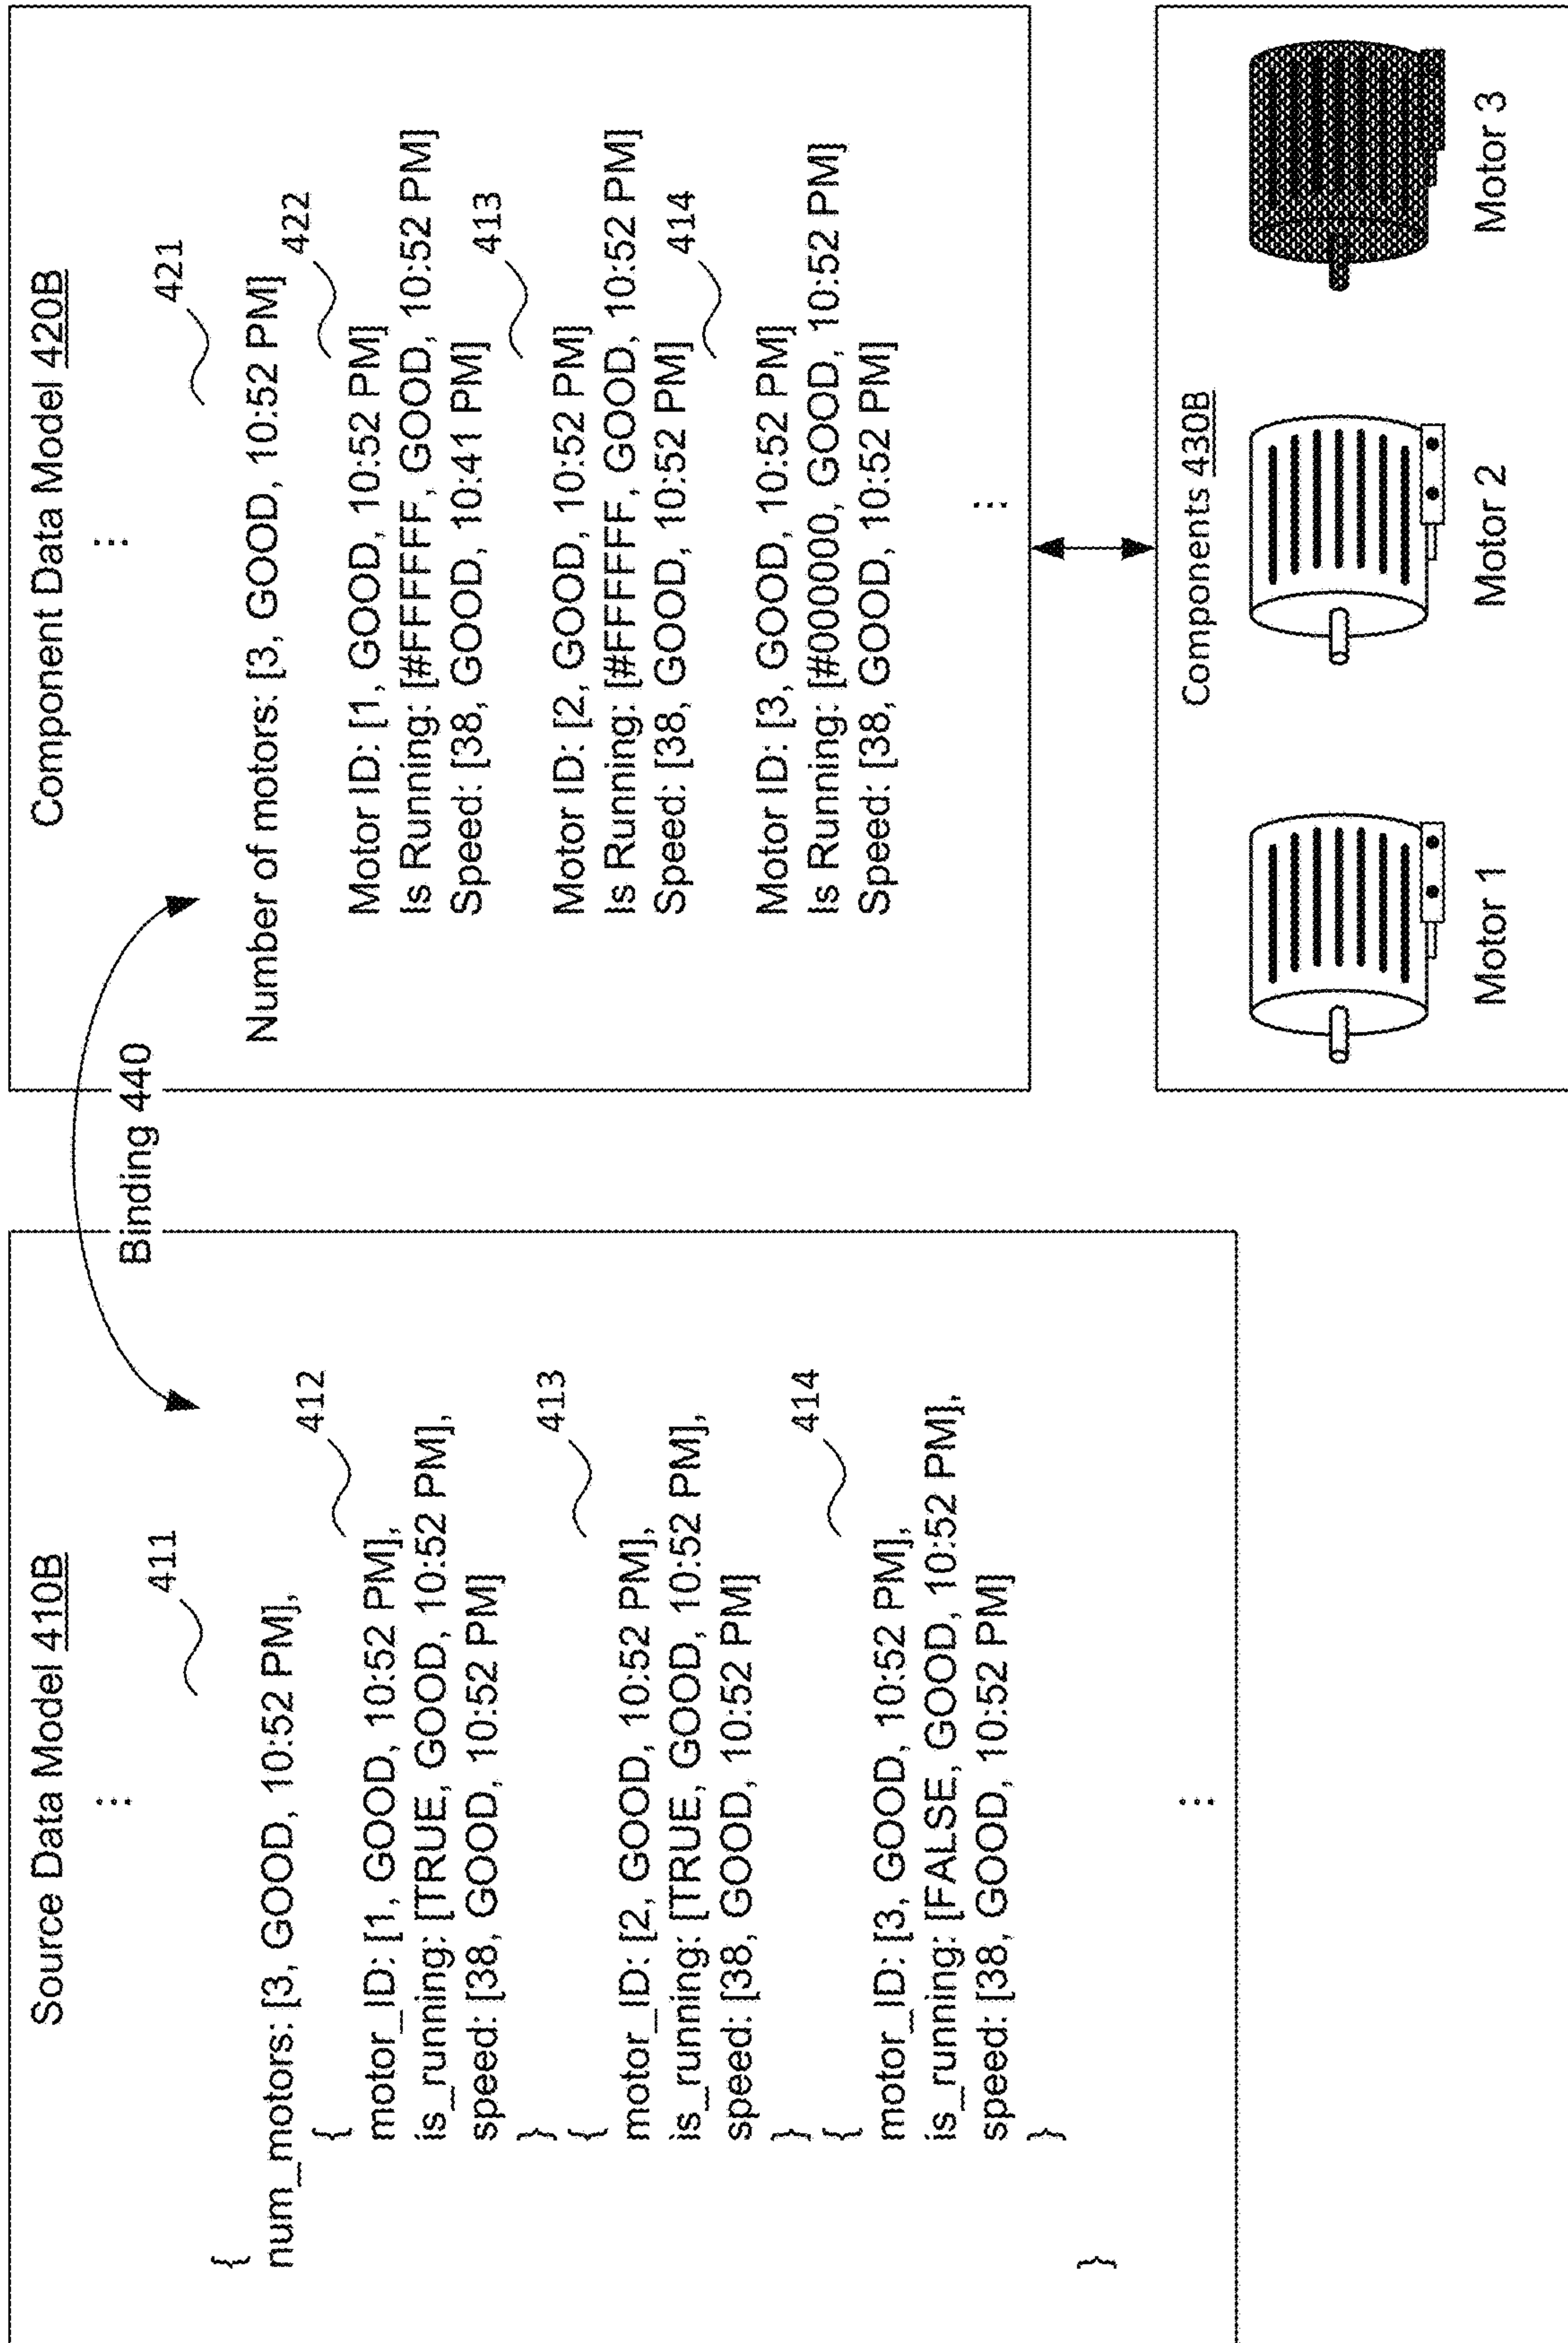 Source Data Model 410B
⋮
411
{
num_motors: [3, GOOD, 10:52 PM],
412
{
motor_ID: [1, GOOD, 10:52 PM],
is_running: [TRUE, GOOD, 10:52 PM],
speed: [38, GOOD, 10:52 PM]
}
413
{
motor_ID: [2, GOOD, 10:52 PM],
is_running: [TRUE, GOOD, 10:52 PM],
speed: [38, GOOD, 10:52 PM]
}
414
{
motor_ID: [3, GOOD, 10:52 PM],
is_running: [FALSE, GOOD, 10:52 PM],
speed: [38, GOOD, 10:52 PM]
}
}
⋮
Binding 440
Component Data Model 420B
⋮
421
Number of motors: [3, GOOD, 10:52 PM]
422
Motor ID: [1, GOOD, 10:52 PM]
Is Running: [#FFFFFF, GOOD, 10:52 PM]
Speed: [38, GOOD, 10:41 PM]
413
Motor ID: [2, GOOD, 10:52 PM]
Is Running: [#FFFFFF, GOOD, 10:52 PM]
Speed: [38, GOOD, 10:52 PM]
414
Motor ID: [3, GOOD, 10:52 PM]
Is Running: [#000000, GOOD, 10:52 PM]
Speed: [38, GOOD, 10:52 PM]
⋮
Components 430B
Motor 1
Motor 2
Motor 3